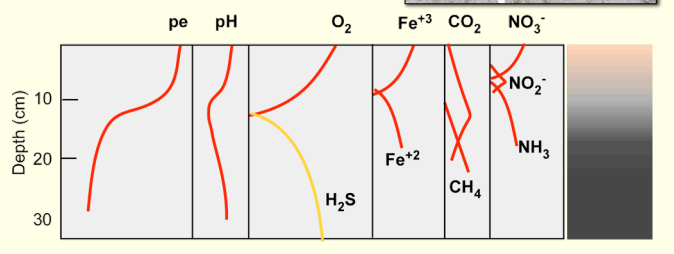 pe pH O₂ Fe⁺³ CO₂ NO₃⁻
10
20
30
Depth (cm)
NO₂⁻
NH₃
Fe⁺²
CH₄
H₂S